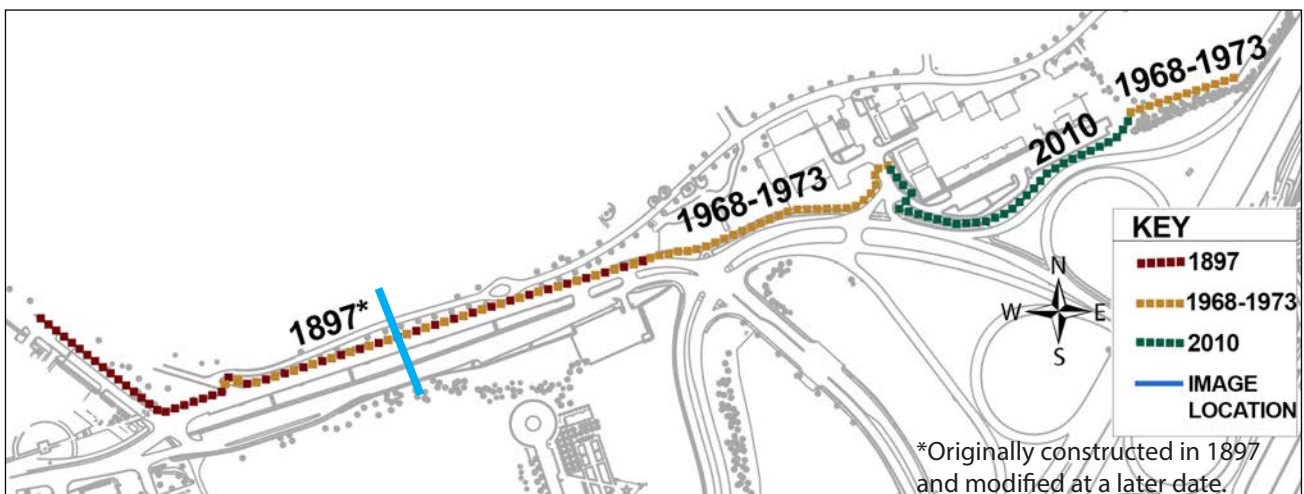 1968-1973
2010
1968-1973
1897*
KEY
1897
1968-1973
2010
IMAGE
LOCATION
N
W E
S
*Originally constructed in 1897
and modified at a later date.